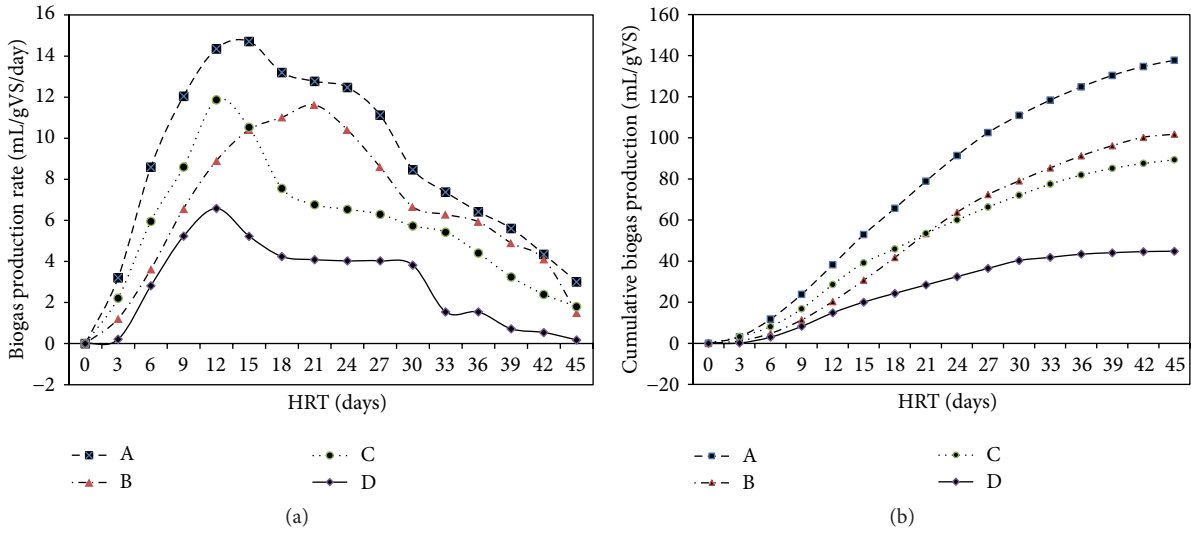 Biogas production rate (mL/gVS/day)
16
14
12
10
8
6
4
2
0
−2
0 3 6 9 12 15 18 21 24 27 30 33 36 39 42 45
HRT (days)
A
B
C
D
(a)
Cumulative biogas production (mL/gVS)
160
140
120
100
80
60
40
20
0
−20
0 3 6 9 12 15 18 21 24 27 30 33 36 39 42 45
HRT (days)
A
B
C
D
(b)